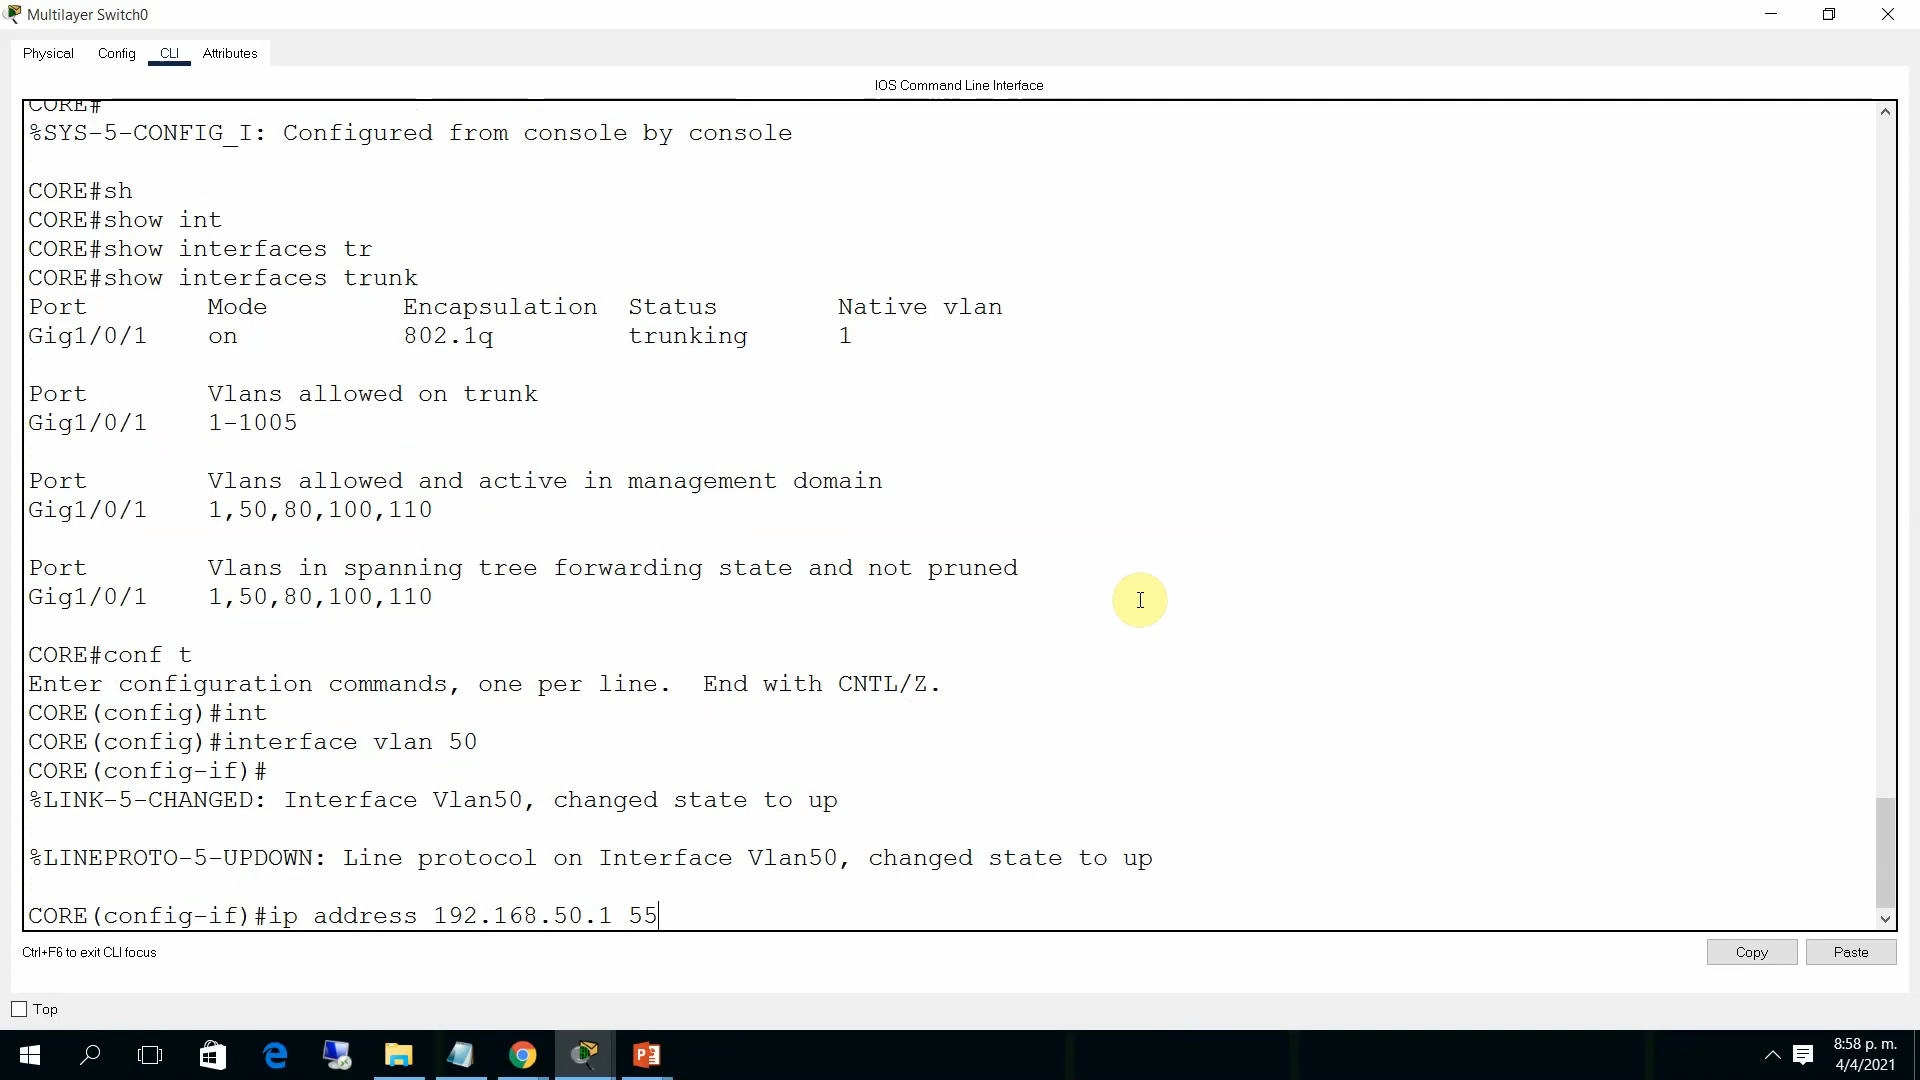 Multilayer Switch0
Physical Config CLI Attributes
IOS Command Line Interface
CORE#
%SYS-5-CONFIG_I: Configured from console by console
CORE#sh
CORE#show int
CORE#show interfaces tr
CORE#show interfaces trunk
Port Mode Encapsulation Status Native vlan
Gig1/0/1 on 802.1q trunking 1
Port Vlans allowed on trunk
Gig1/0/1 1-1005
Port Vlans allowed and active in management domain
Gig1/0/1 1,50,80,100,110
Port Vlans in spanning tree forwarding state and not pruned
Gig1/0/1 1,50,80,100,110
CORE#conf t
Enter configuration commands, one per line. End with CNTL/Z.
CORE(config)#int
CORE(config)#interface vlan 50
CORE(config-if)#
%LINK-5-CHANGED: Interface Vlan50, changed state to up
%LINEPROTO-5-UPDOWN: Line protocol on Interface Vlan50, changed state to up
CORE(config-if)#ip address 192.168.50.1 55
Ctrl+F6 to exit CLI focus
Copy Paste
Top
8:58 p. m.
4/4/2021